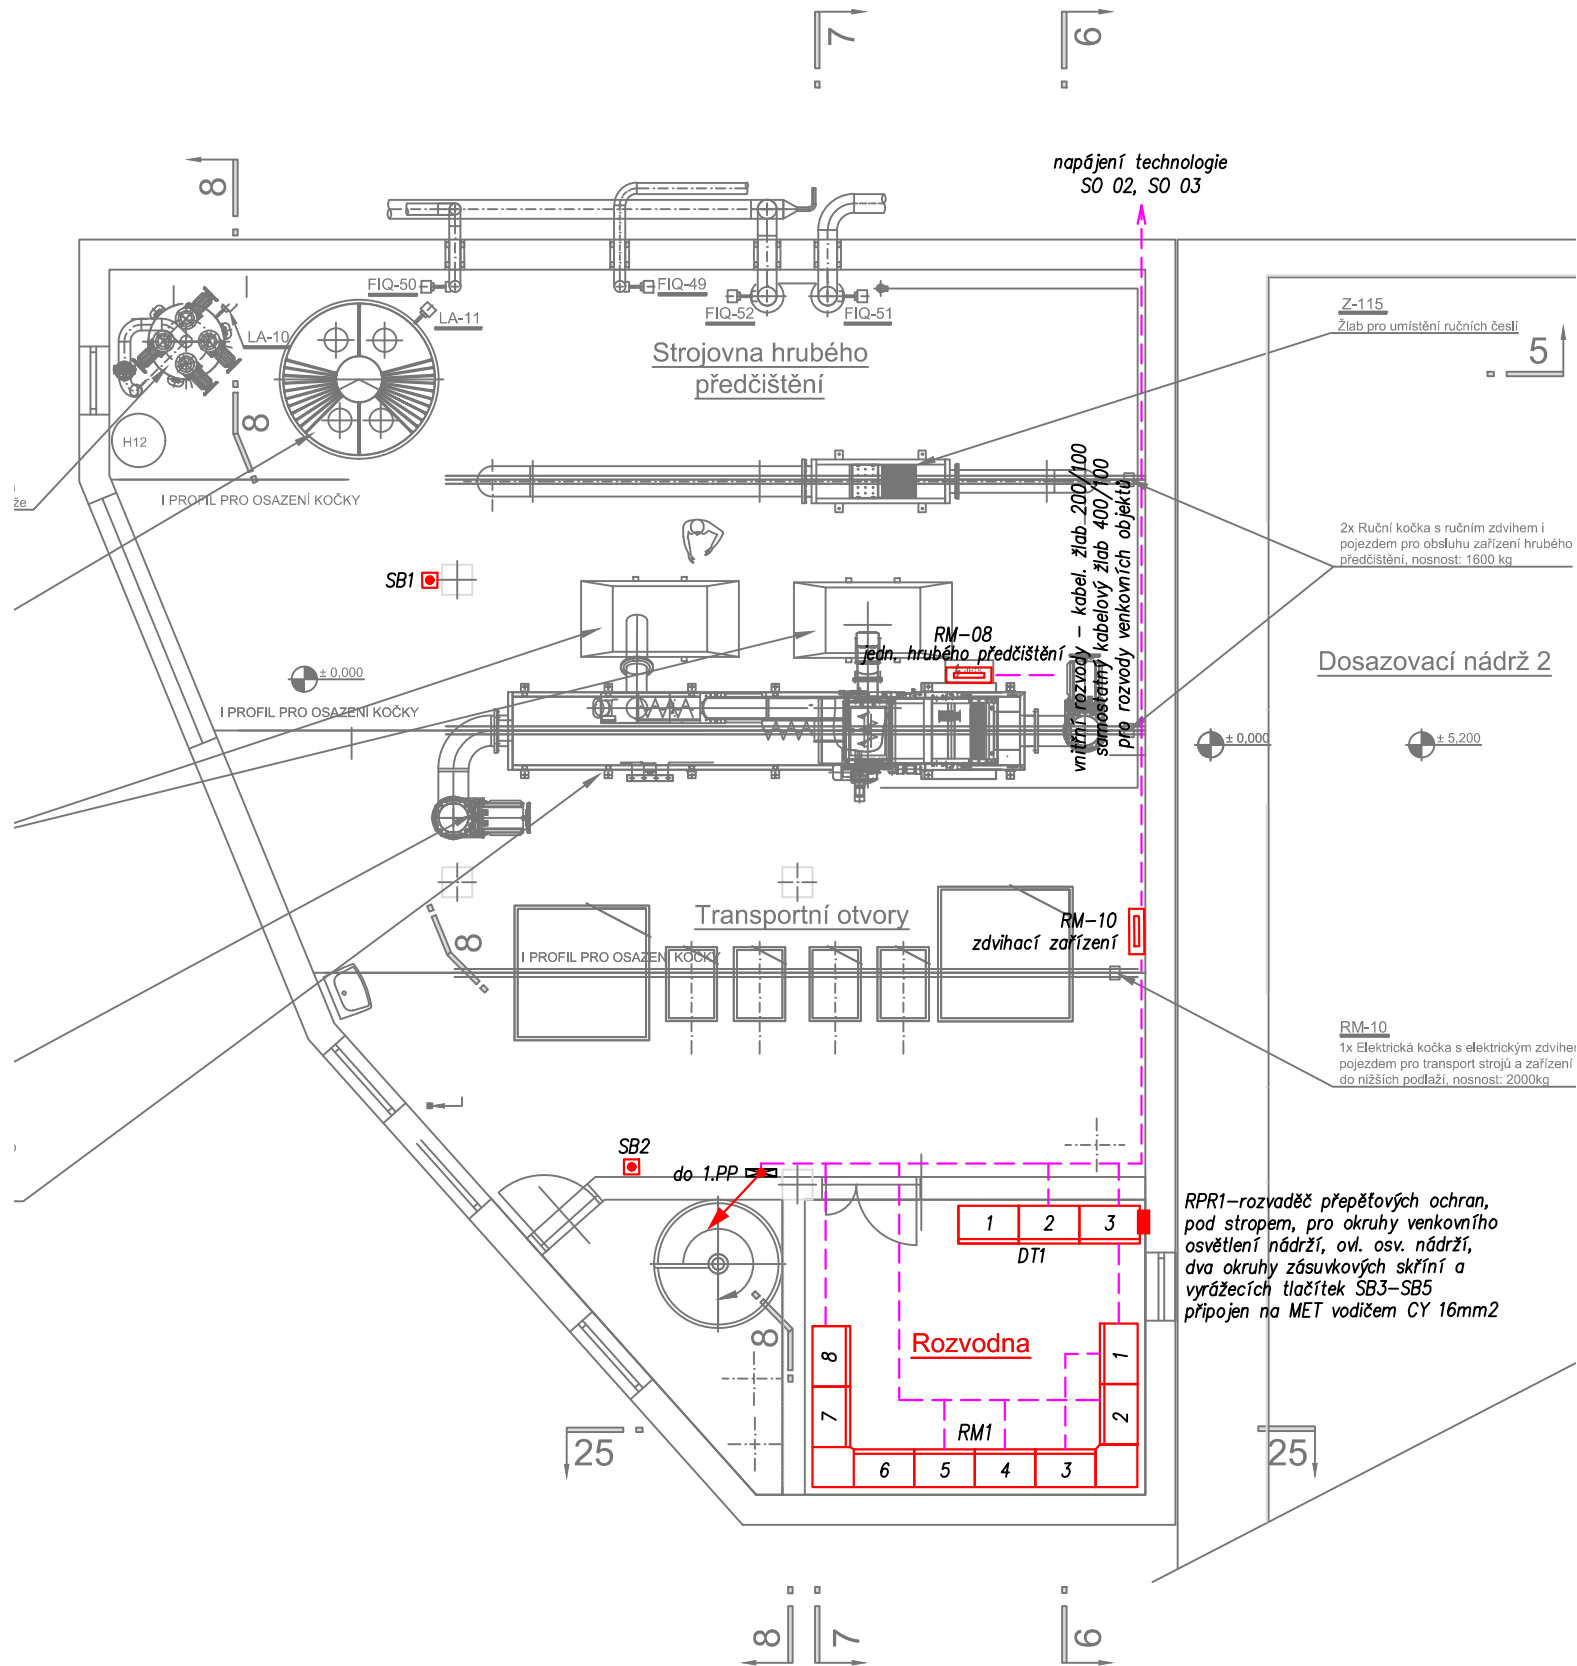 7
6
napájení technologie
SO 02, SO 03
8
FIQ-50
FIQ-49
FIQ-52
FIQ-51
LA-11
LA-10
Z-115
Žlab pro umístění ručních česlí
5
Strojovna hrubého
předčištění
8
H12
že
I PROFIL PRO OSAZENÍ KOČKY
vnitřní rozvody – kabel. žlab 200/100
samostatný kabelový žlab 400/100
pro rozvody venkovních objektů
2x Ruční kočka s ručním zdvihem i
pojezdem pro obsluhu zařízení hrubého
předčištění, nosnost: 1600 kg
SB1
RM-08
jedn. hrubého předčištění
± 0,000
Dosazovací nádrž 2
I PROFIL PRO OSAZENÍ KOČKY
± 0,000
± 5,200
Transportní otvory
RM-10
zdvihací zařízení
8
I PROFIL PRO OSAZENÍ KOČKY
RM-10
1x Elektrická kočka s elektrickým zdvihe
pojezdem pro transport strojů a zařízení
do nižších podlaží, nosnost: 2000kg
SB2
do 1.PP
1
2
3
DT1
RPR1–rozvaděč přepěťových ochran,
pod stropem, pro okruhy venkovního
osvětlení nádrží, ovl. osv. nádrží,
dva okruhy zásuvkových skříní a
vyrážecích tlačítek SB3–SB5
připojen na MET vodičem CY 16mm2
8
Rozvodna
8
7
1
2
RM1
6
5
4
3
25
25
8
7
6